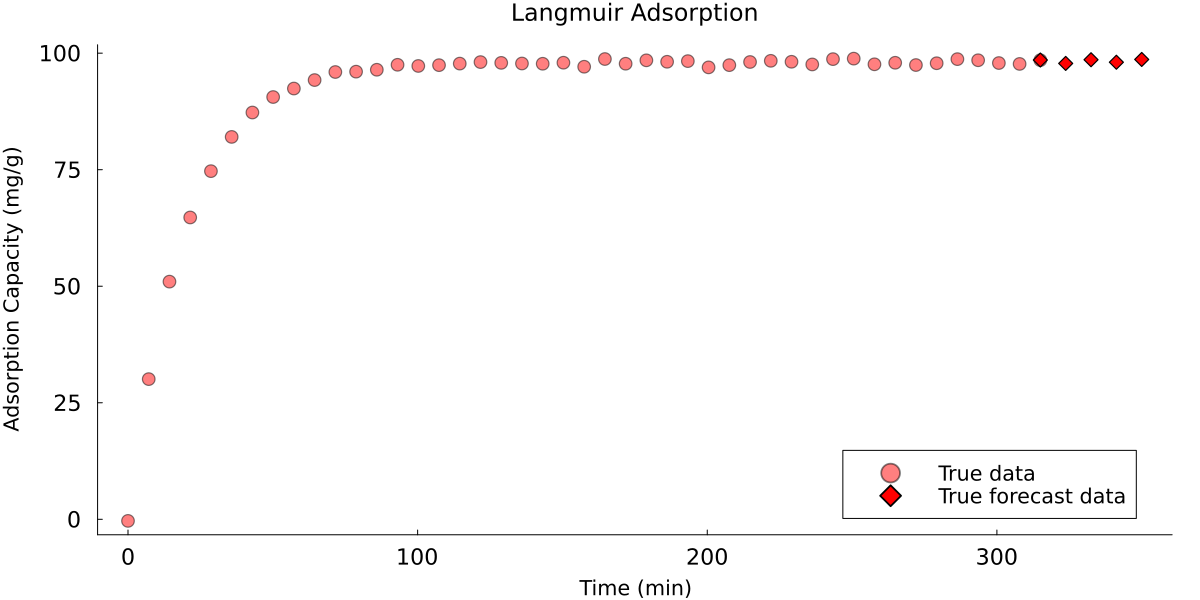 Langmuir Adsorption
Adsorption Capacity (mg/g)
100
75
50
25
0
0
100
200
300
Time (min)
True data
True forecast data